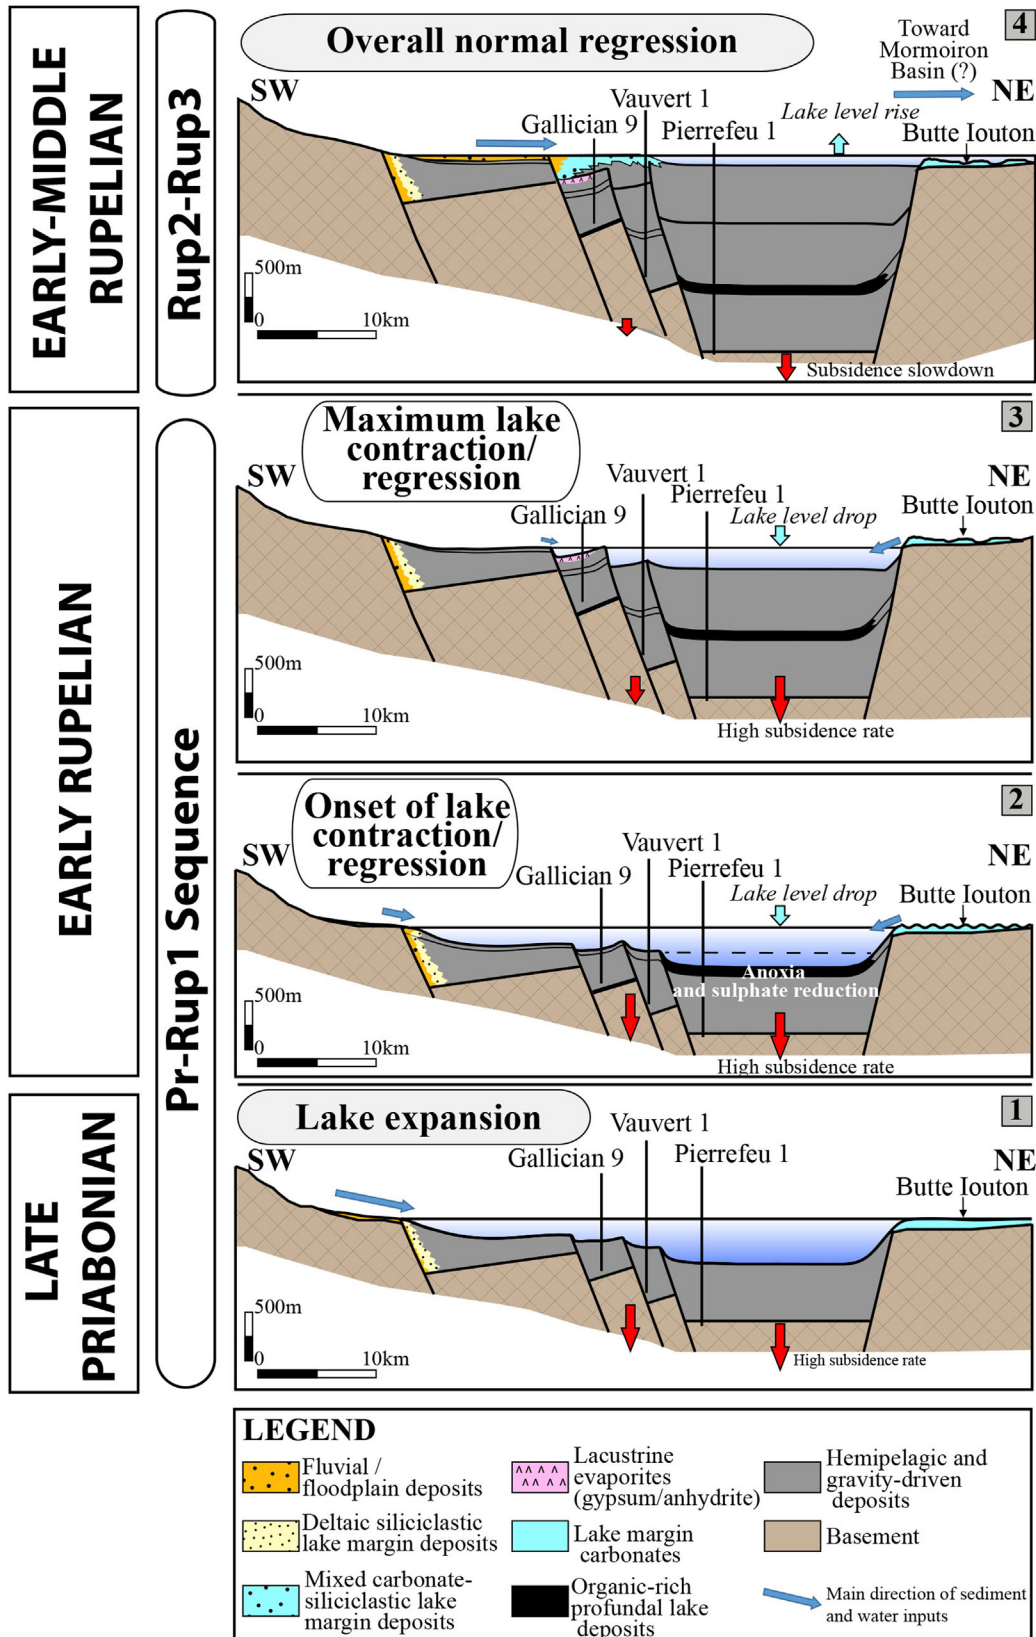 EARLY-MIDDLE
RUPELIAN
Rup2-Rup3
Overall normal regression
4
Toward
Mormoiron
Basin (?)
SW
NE
Vauvert 1
Gallician 9
Pierrefeu 1
Lake level rise
Butte Iouton
500m
0
10km
Subsidence slowdown
EARLY RUPELIAN
Pr-Rup1 Sequence
Maximum lake
contraction/
regression
3
SW
NE
Vauvert 1
Pierrefeu 1
Gallician 9
Lake level drop
Butte Iouton
500m
0
10km
High subsidence rate
Onset of lake
contraction/
regression
2
SW
NE
Vauvert 1
Pierrefeu 1
Gallician 9
Lake level drop
Butte Iouton
Anoxia
and sulphate reduction
500m
0
10km
High subsidence rate
LATE
PRIABONIAN
Lake expansion
1
SW
NE
Vauvert 1
Gallician 9
Pierrefeu 1
Butte Iouton
500m
0
10km
High subsidence rate
LEGEND
Fluvial /
floodplain deposits
Deltaic siliciclastic
lake margin deposits
Mixed carbonate-
siliciclastic lake
margin deposits
Lacustrine
evaporites
(gypsum/anhydrite)
Lake margin
carbonates
Organic-rich
profundal lake
deposits
Hemipelagic and
gravity-driven
deposits
Basement
Main direction of sediment
and water inputs